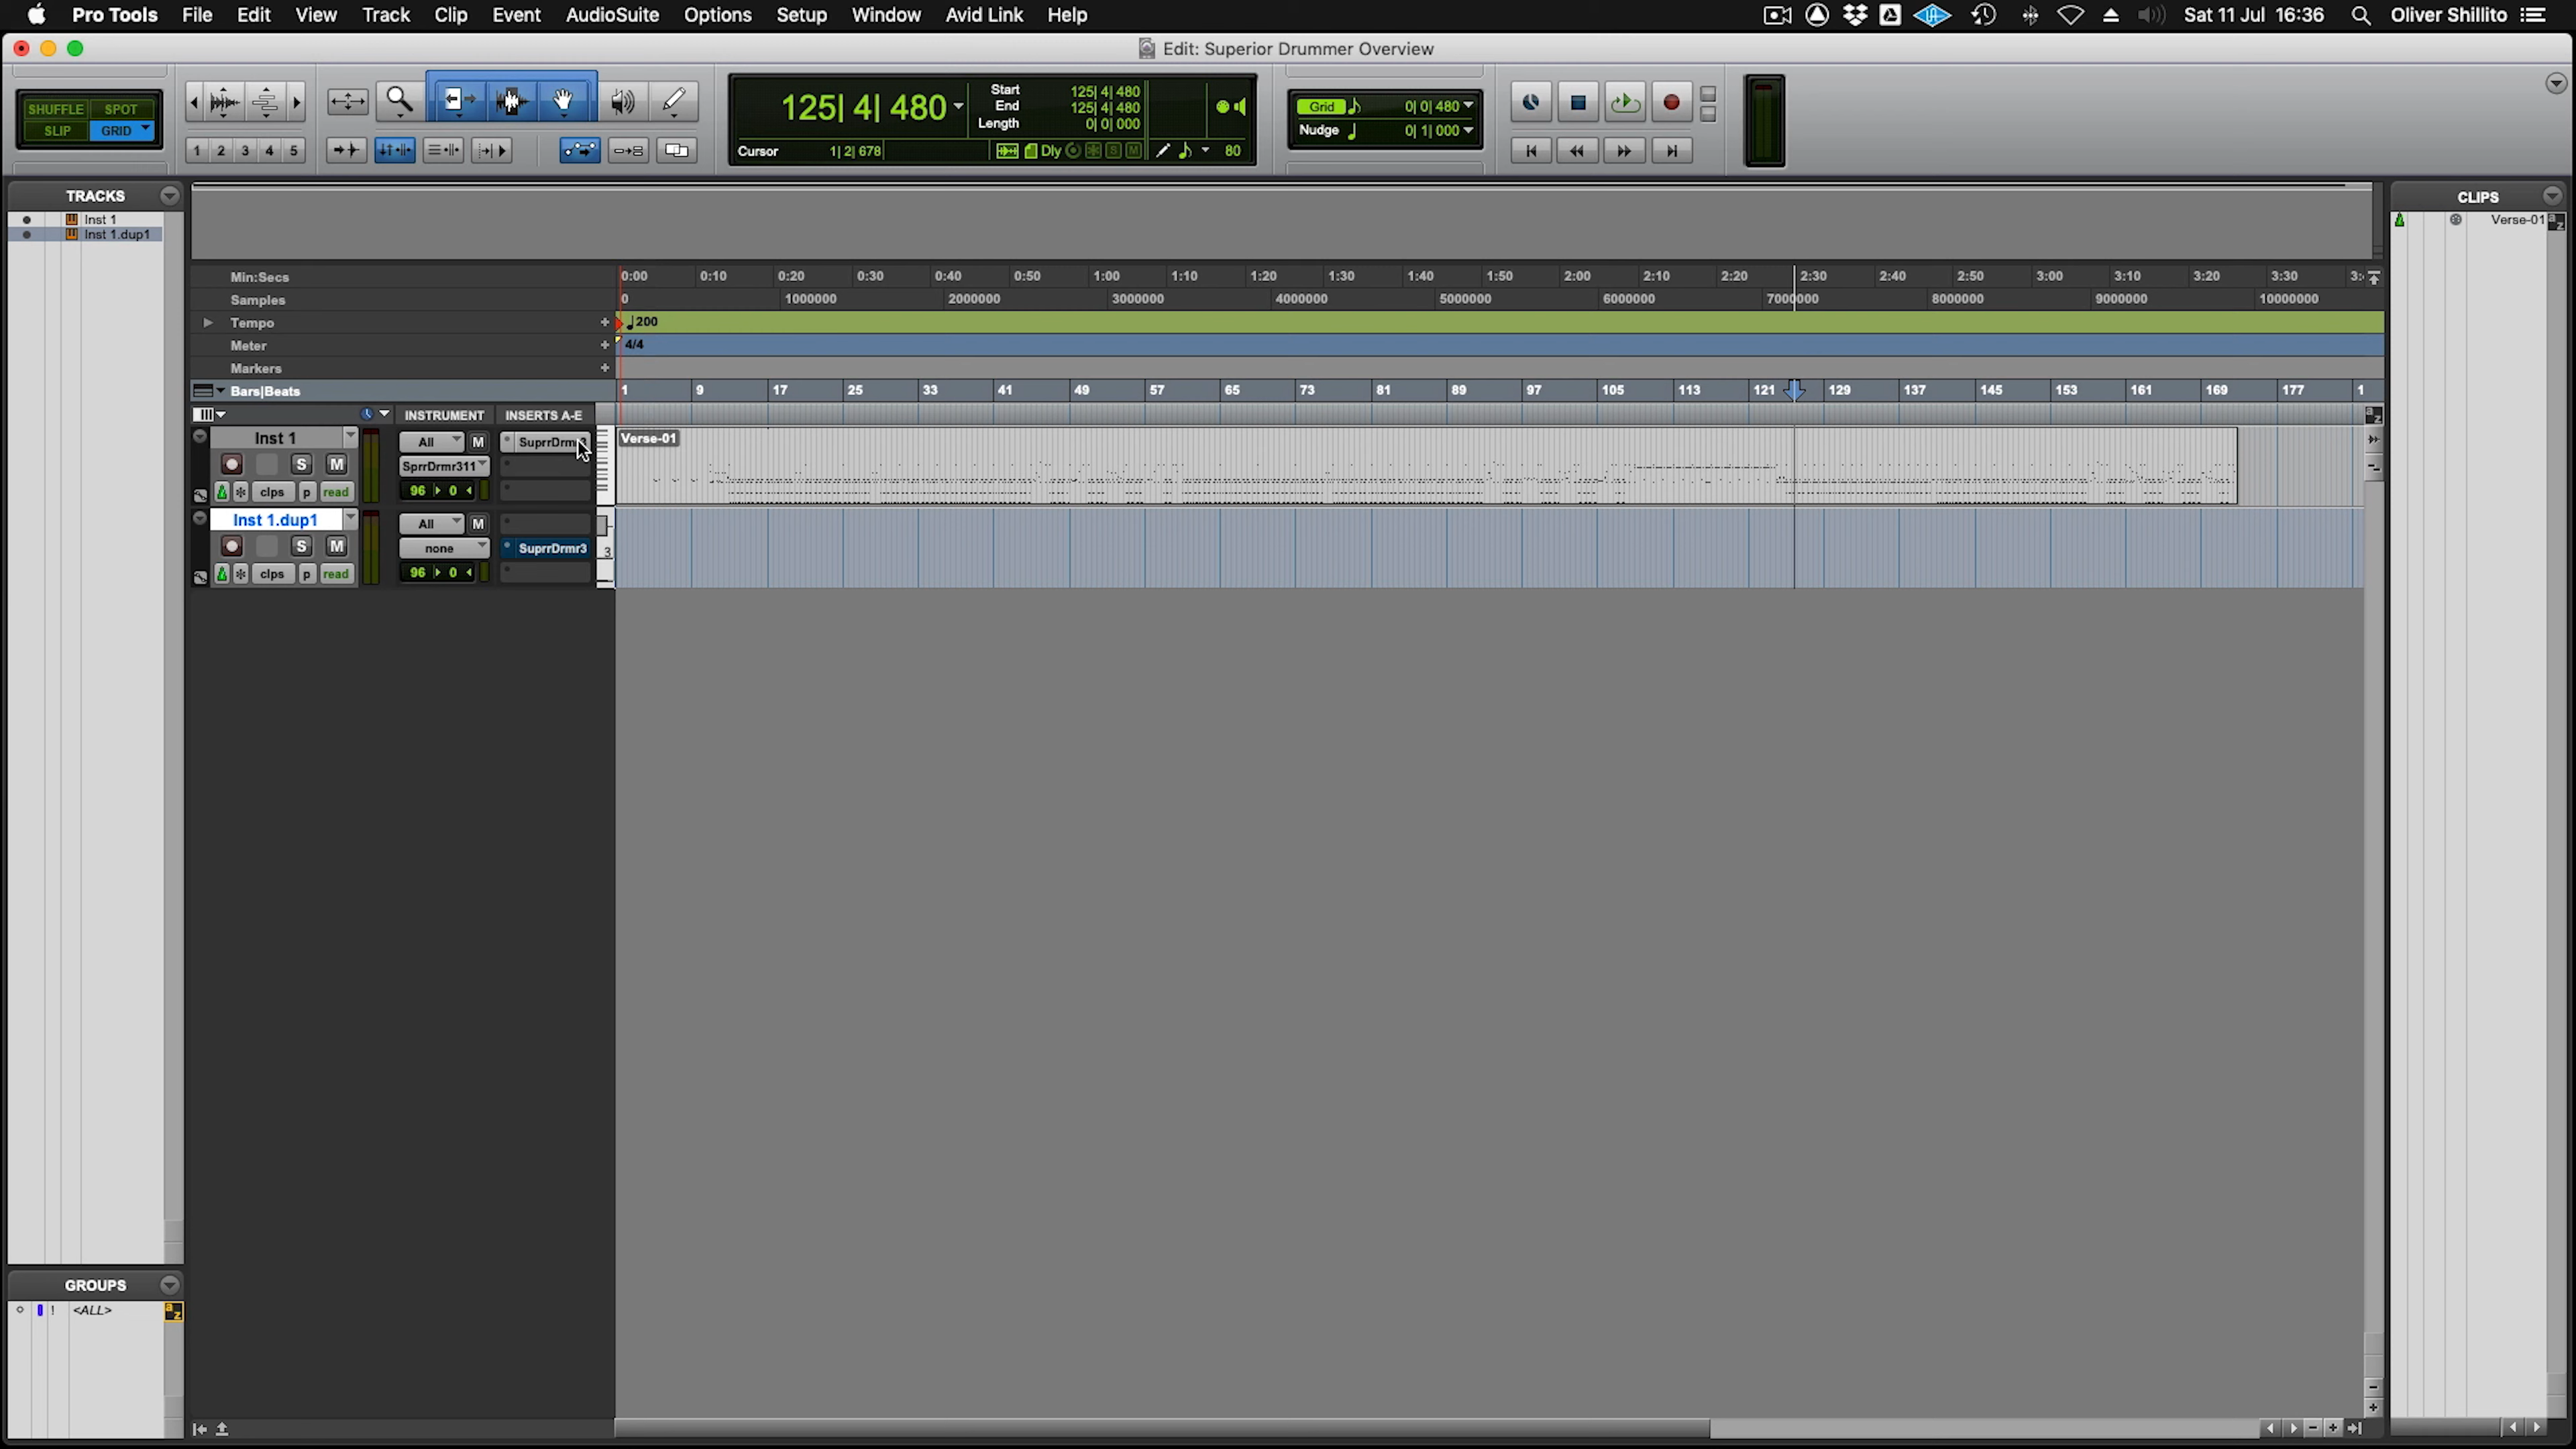 Pro Tools File Edit View Track Clip Event AudioSuite Options Setup Window Avid Link Help Sat 11 Jul 16:36 Oliver Shillito
Edit: Superior Drummer Overview
SHUFFLE SPOT
SLIP GRID
1 2 3 4 5
125| 4| 480
Start 125| 4| 480
End 125| 4| 480
Length 0| 0| 000
Cursor 1| 2| 678
Dly S M 80
Grid 0| 0| 480
Nudge 0| 1| 000
TRACKS
Inst 1
Inst 1.dup1
CLIPS
Verse-01
Min:Secs 0:00 0:10 0:20 0:30 0:40 0:50 1:00 1:10 1:20 1:30 1:40 1:50 2:00 2:10 2:20 2:30 2:40 2:50 3:00 3:10 3:20 3:30
Samples 0 1000000 2000000 3000000 4000000 5000000 6000000 7000000 8000000 9000000 10000000
Tempo + 200
Meter + 4/4
Markers +
Bars|Beats 1 9 17 25 33 41 49 57 65 73 81 89 97 105 113 121 129 137 145 153 161 169 177 1
INSTRUMENT INSERTS A-E
Inst 1 All M
Verse-01
S M SprrDrmr311
clps p read 96 0
Inst 1.dup1 All M
S M none SuprrDrmr3 3
clps p read 96 0
GROUPS
! <ALL>
a z